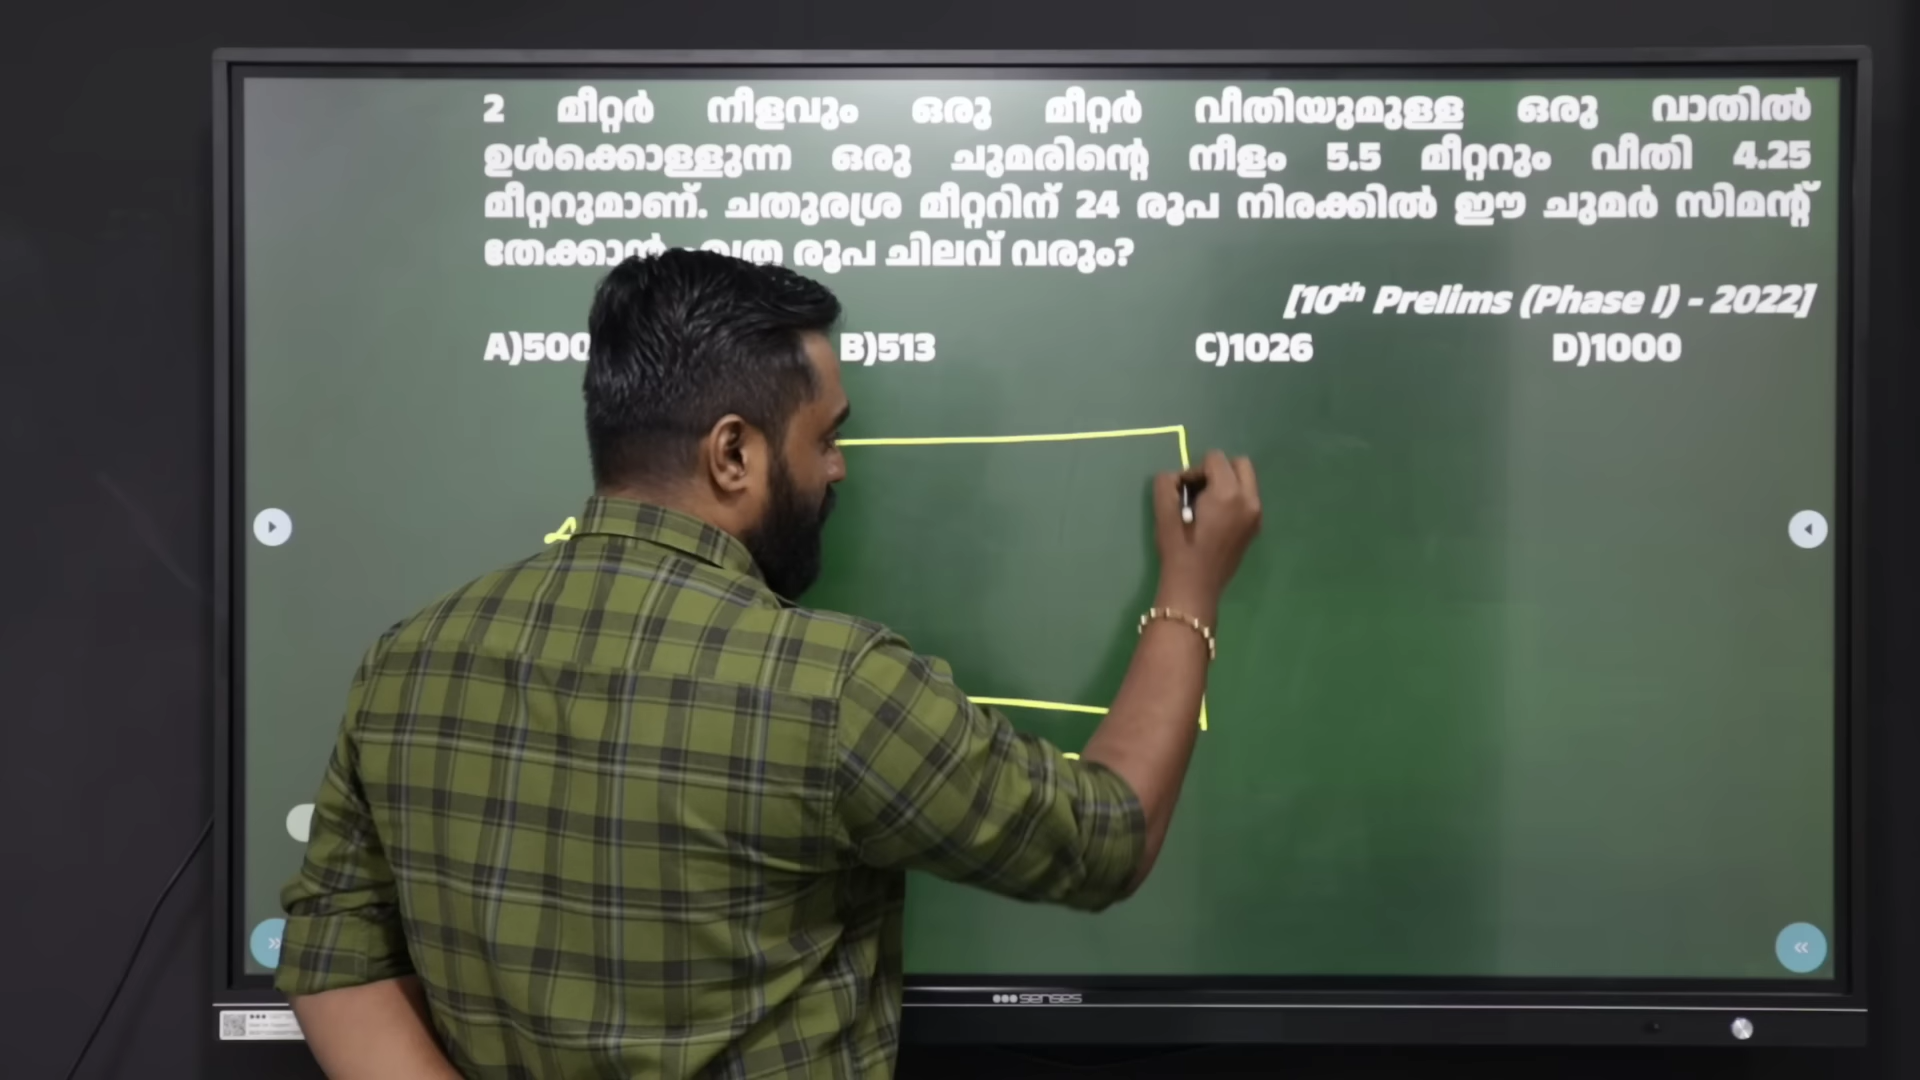 2 മീറ്റർ നീളവും ഒരു മീറ്റർ വീതിയുമുള്ള ഒരു വാതിൽ
ഉൾക്കൊള്ളുന്ന ഒരു ചുമരിന്റെ നീളം 5.5 മീറ്ററും വീതി 4.25
മീറ്ററുമാണ്. ചതുരശ്ര മീറ്ററിന് 24 രൂപ നിരക്കിൽ ഈ ചുമർ സിമന്റ്
തേക്കാൻ രൂപ ചിലവ് വരും?
[10th Prelims (Phase I) - 2022]
A)500 B)513 C)1026 D)1000
senses